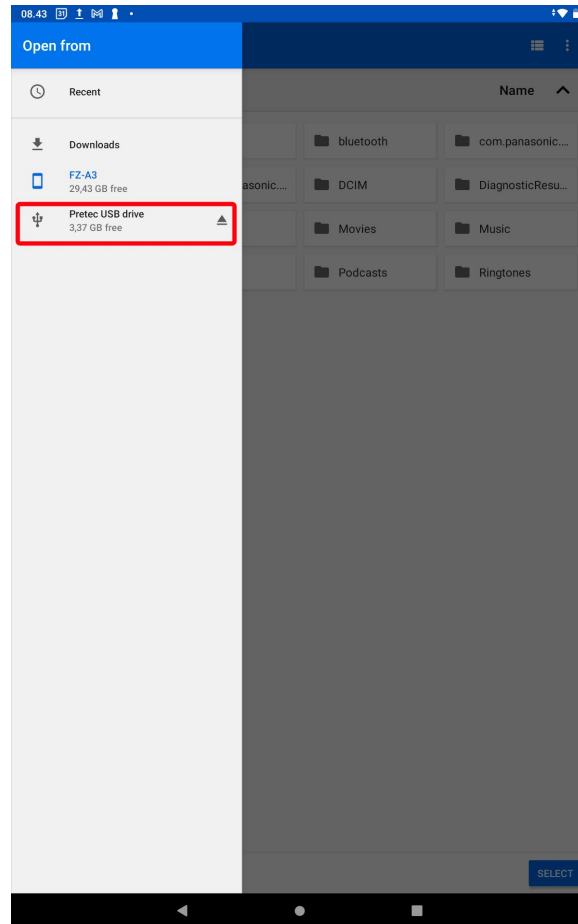 08.43 31
Open from
Recent
Name
Downloads
bluetooth
com.panasonic....
FZ-A3
29,43 GB free
asonic....
DCIM
DiagnosticResu...
Pretec USB drive
3,37 GB free
Movies
Music
Podcasts
Ringtones
SELECT